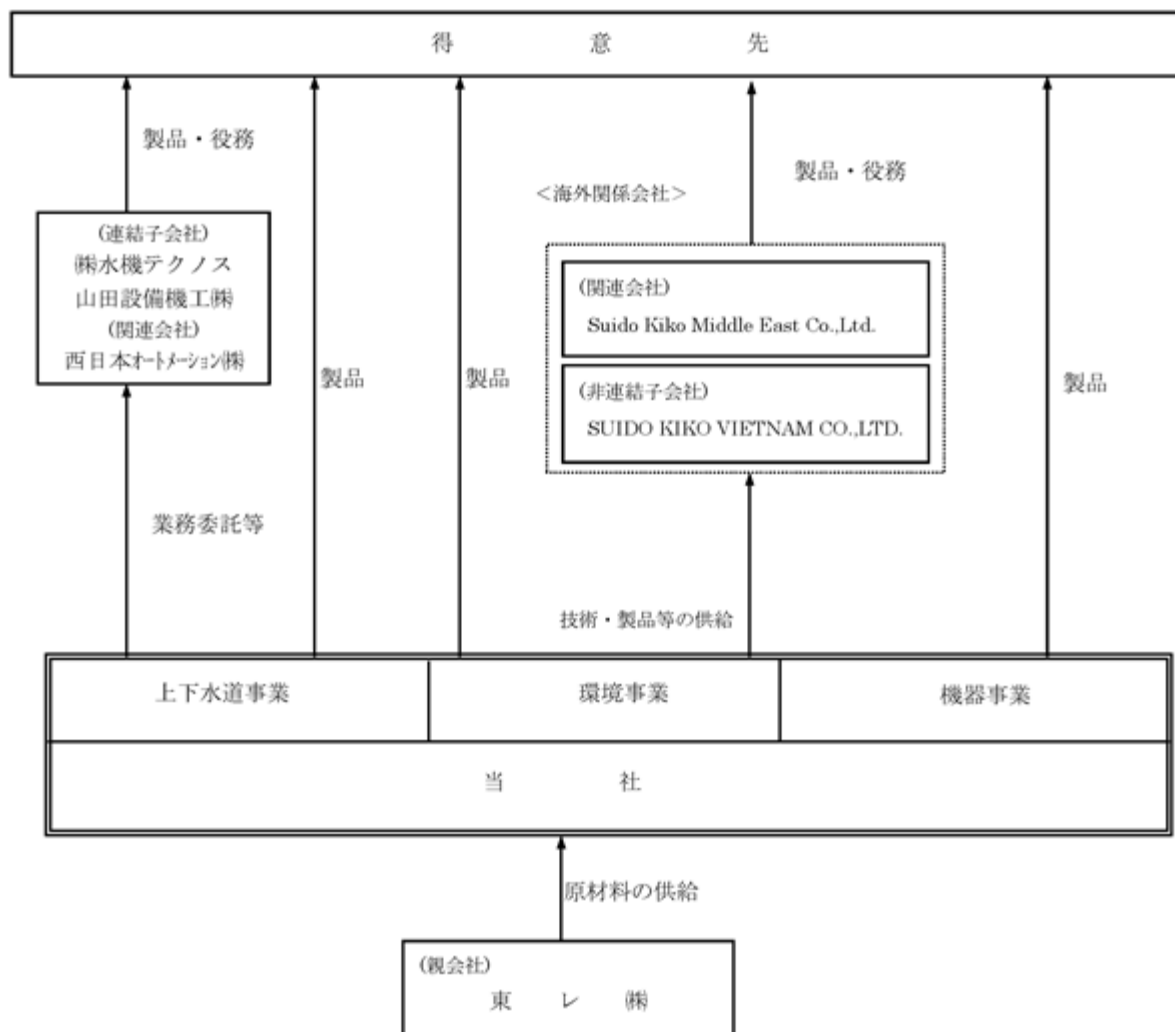 得意先
製品・役務
製品・役務
<海外関係会社>
(連結子会社)
㈱水機テクノス
山田設備機工㈱
(関連会社)
西日本ｵｰﾄﾒｰｼｮﾝ㈱
(関連会社)
Suido Kiko Middle East Co.,Ltd.
(非連結子会社)
SUIDO KIKO VIETNAM CO.,LTD.
製品
製品
製品
業務委託等
技術・製品等の供給
上下水道事業
環境事業
機器事業
当社
原材料の供給
(親会社)
東レ㈱